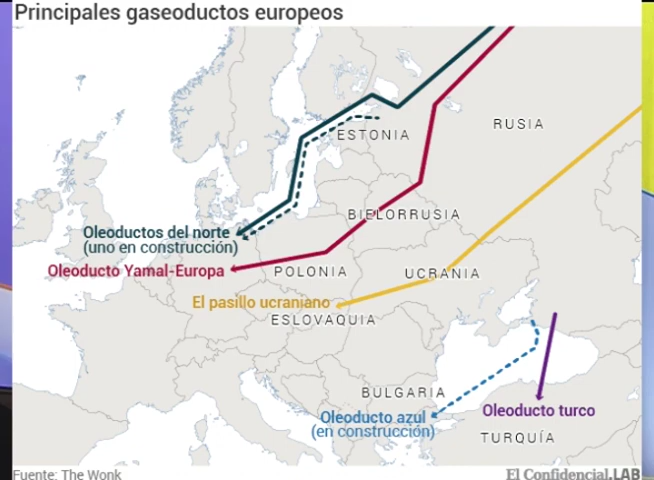 Principales gaseoductos europeos
ESTONIA
RUSIA
BIELORRUSIA
Oleoductos del norte
(uno en construcción)
Oleoducto Yamal-Europa
POLONIA
UCRANIA
El pasillo ucraniano
ESLOVAQUIA
BULGARIA
Oleoducto azul
(en construcción)
Oleoducto turco
TURQUÍA
Fuente: The Wonk
El Confidencial.LAB